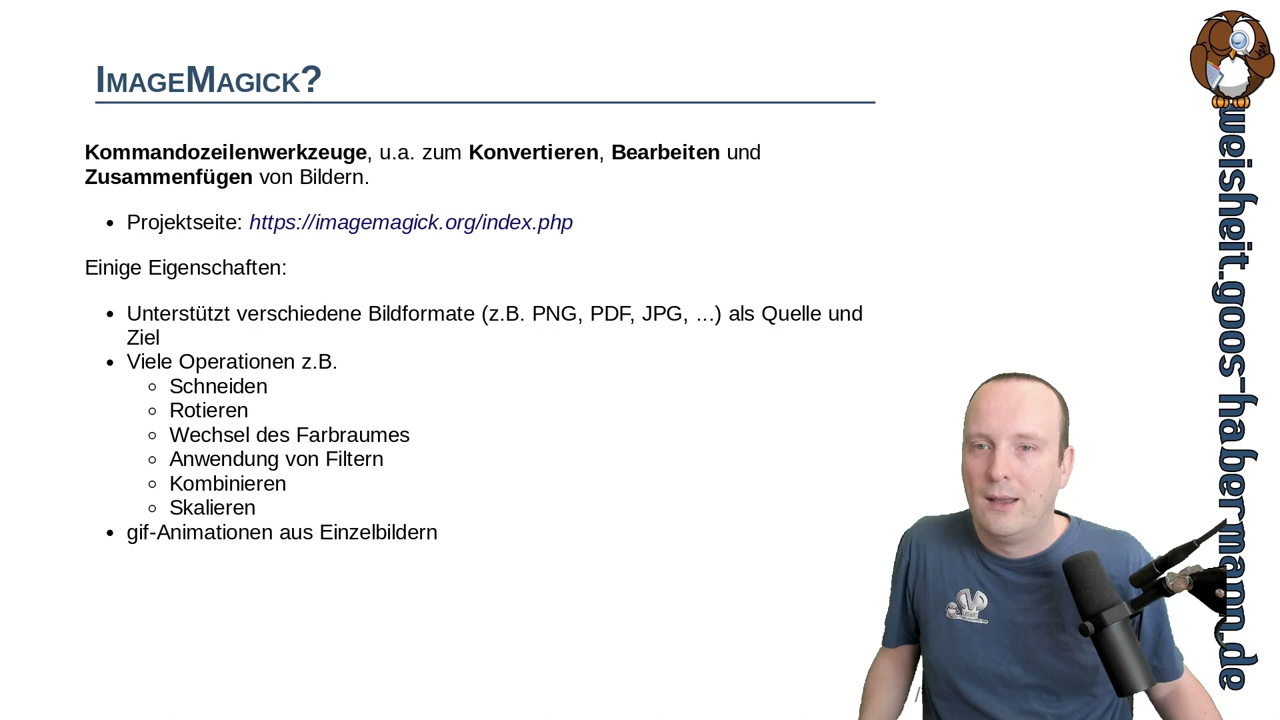 ImageMagick?
Kommandozeilenwerkzeuge, u.a. zum Konvertieren, Bearbeiten und
Zusammenfügen von Bildern.
• Projektseite: https://imagemagick.org/index.php
Einige Eigenschaften:
• Unterstützt verschiedene Bildformate (z.B. PNG, PDF, JPG, ...) als Quelle und
Ziel
• Viele Operationen z.B.
◦ Schneiden
◦ Rotieren
◦ Wechsel des Farbraumes
◦ Anwendung von Filtern
◦ Kombinieren
◦ Skalieren
• gif-Animationen aus Einzelbildern
weisheit.goos-habermann.de